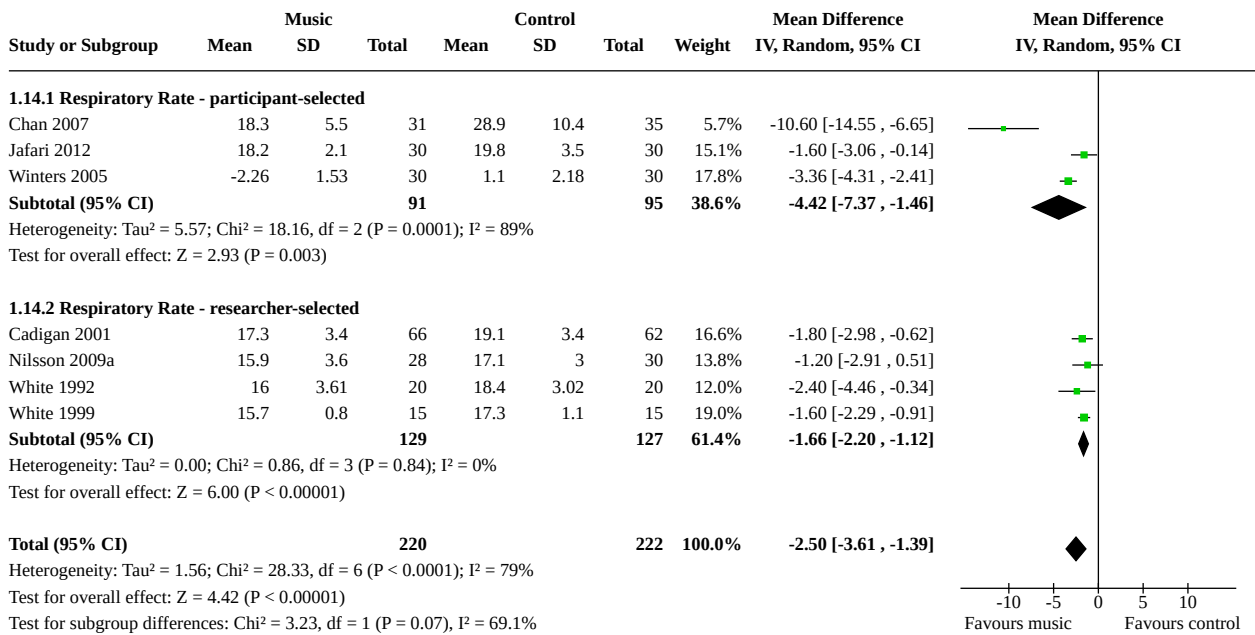 Music Control Mean Difference Mean Difference
Study or Subgroup Mean SD Total Mean SD Total Weight IV, Random, 95% CI IV, Random, 95% CI
1.14.1 Respiratory Rate - participant-selected
Chan 2007 18.3 5.5 31 28.9 10.4 35 5.7% -10.60 [-14.55 , -6.65]
Jafari 2012 18.2 2.1 30 19.8 3.5 30 15.1% -1.60 [-3.06 , -0.14]
Winters 2005 -2.26 1.53 30 1.1 2.18 30 17.8% -3.36 [-4.31 , -2.41]
Subtotal (95% CI) 91 95 38.6% -4.42 [-7.37 , -1.46]
Heterogeneity: Tau² = 5.57; Chi² = 18.16, df = 2 (P = 0.0001); I² = 89%
Test for overall effect: Z = 2.93 (P = 0.003)
1.14.2 Respiratory Rate - researcher-selected
Cadigan 2001 17.3 3.4 66 19.1 3.4 62 16.6% -1.80 [-2.98 , -0.62]
Nilsson 2009a 15.9 3.6 28 17.1 3 30 13.8% -1.20 [-2.91 , 0.51]
White 1992 16 3.61 20 18.4 3.02 20 12.0% -2.40 [-4.46 , -0.34]
White 1999 15.7 0.8 15 17.3 1.1 15 19.0% -1.60 [-2.29 , -0.91]
Subtotal (95% CI) 129 127 61.4% -1.66 [-2.20 , -1.12]
Heterogeneity: Tau² = 0.00; Chi² = 0.86, df = 3 (P = 0.84); I² = 0%
Test for overall effect: Z = 6.00 (P < 0.00001)
Total (95% CI) 220 222 100.0% -2.50 [-3.61 , -1.39]
Heterogeneity: Tau² = 1.56; Chi² = 28.33, df = 6 (P < 0.0001); I² = 79%
Test for overall effect: Z = 4.42 (P < 0.00001)
-10 -5 0 5 10
Test for subgroup differences: Chi² = 3.23, df = 1 (P = 0.07), I² = 69.1%
Favours music Favours control